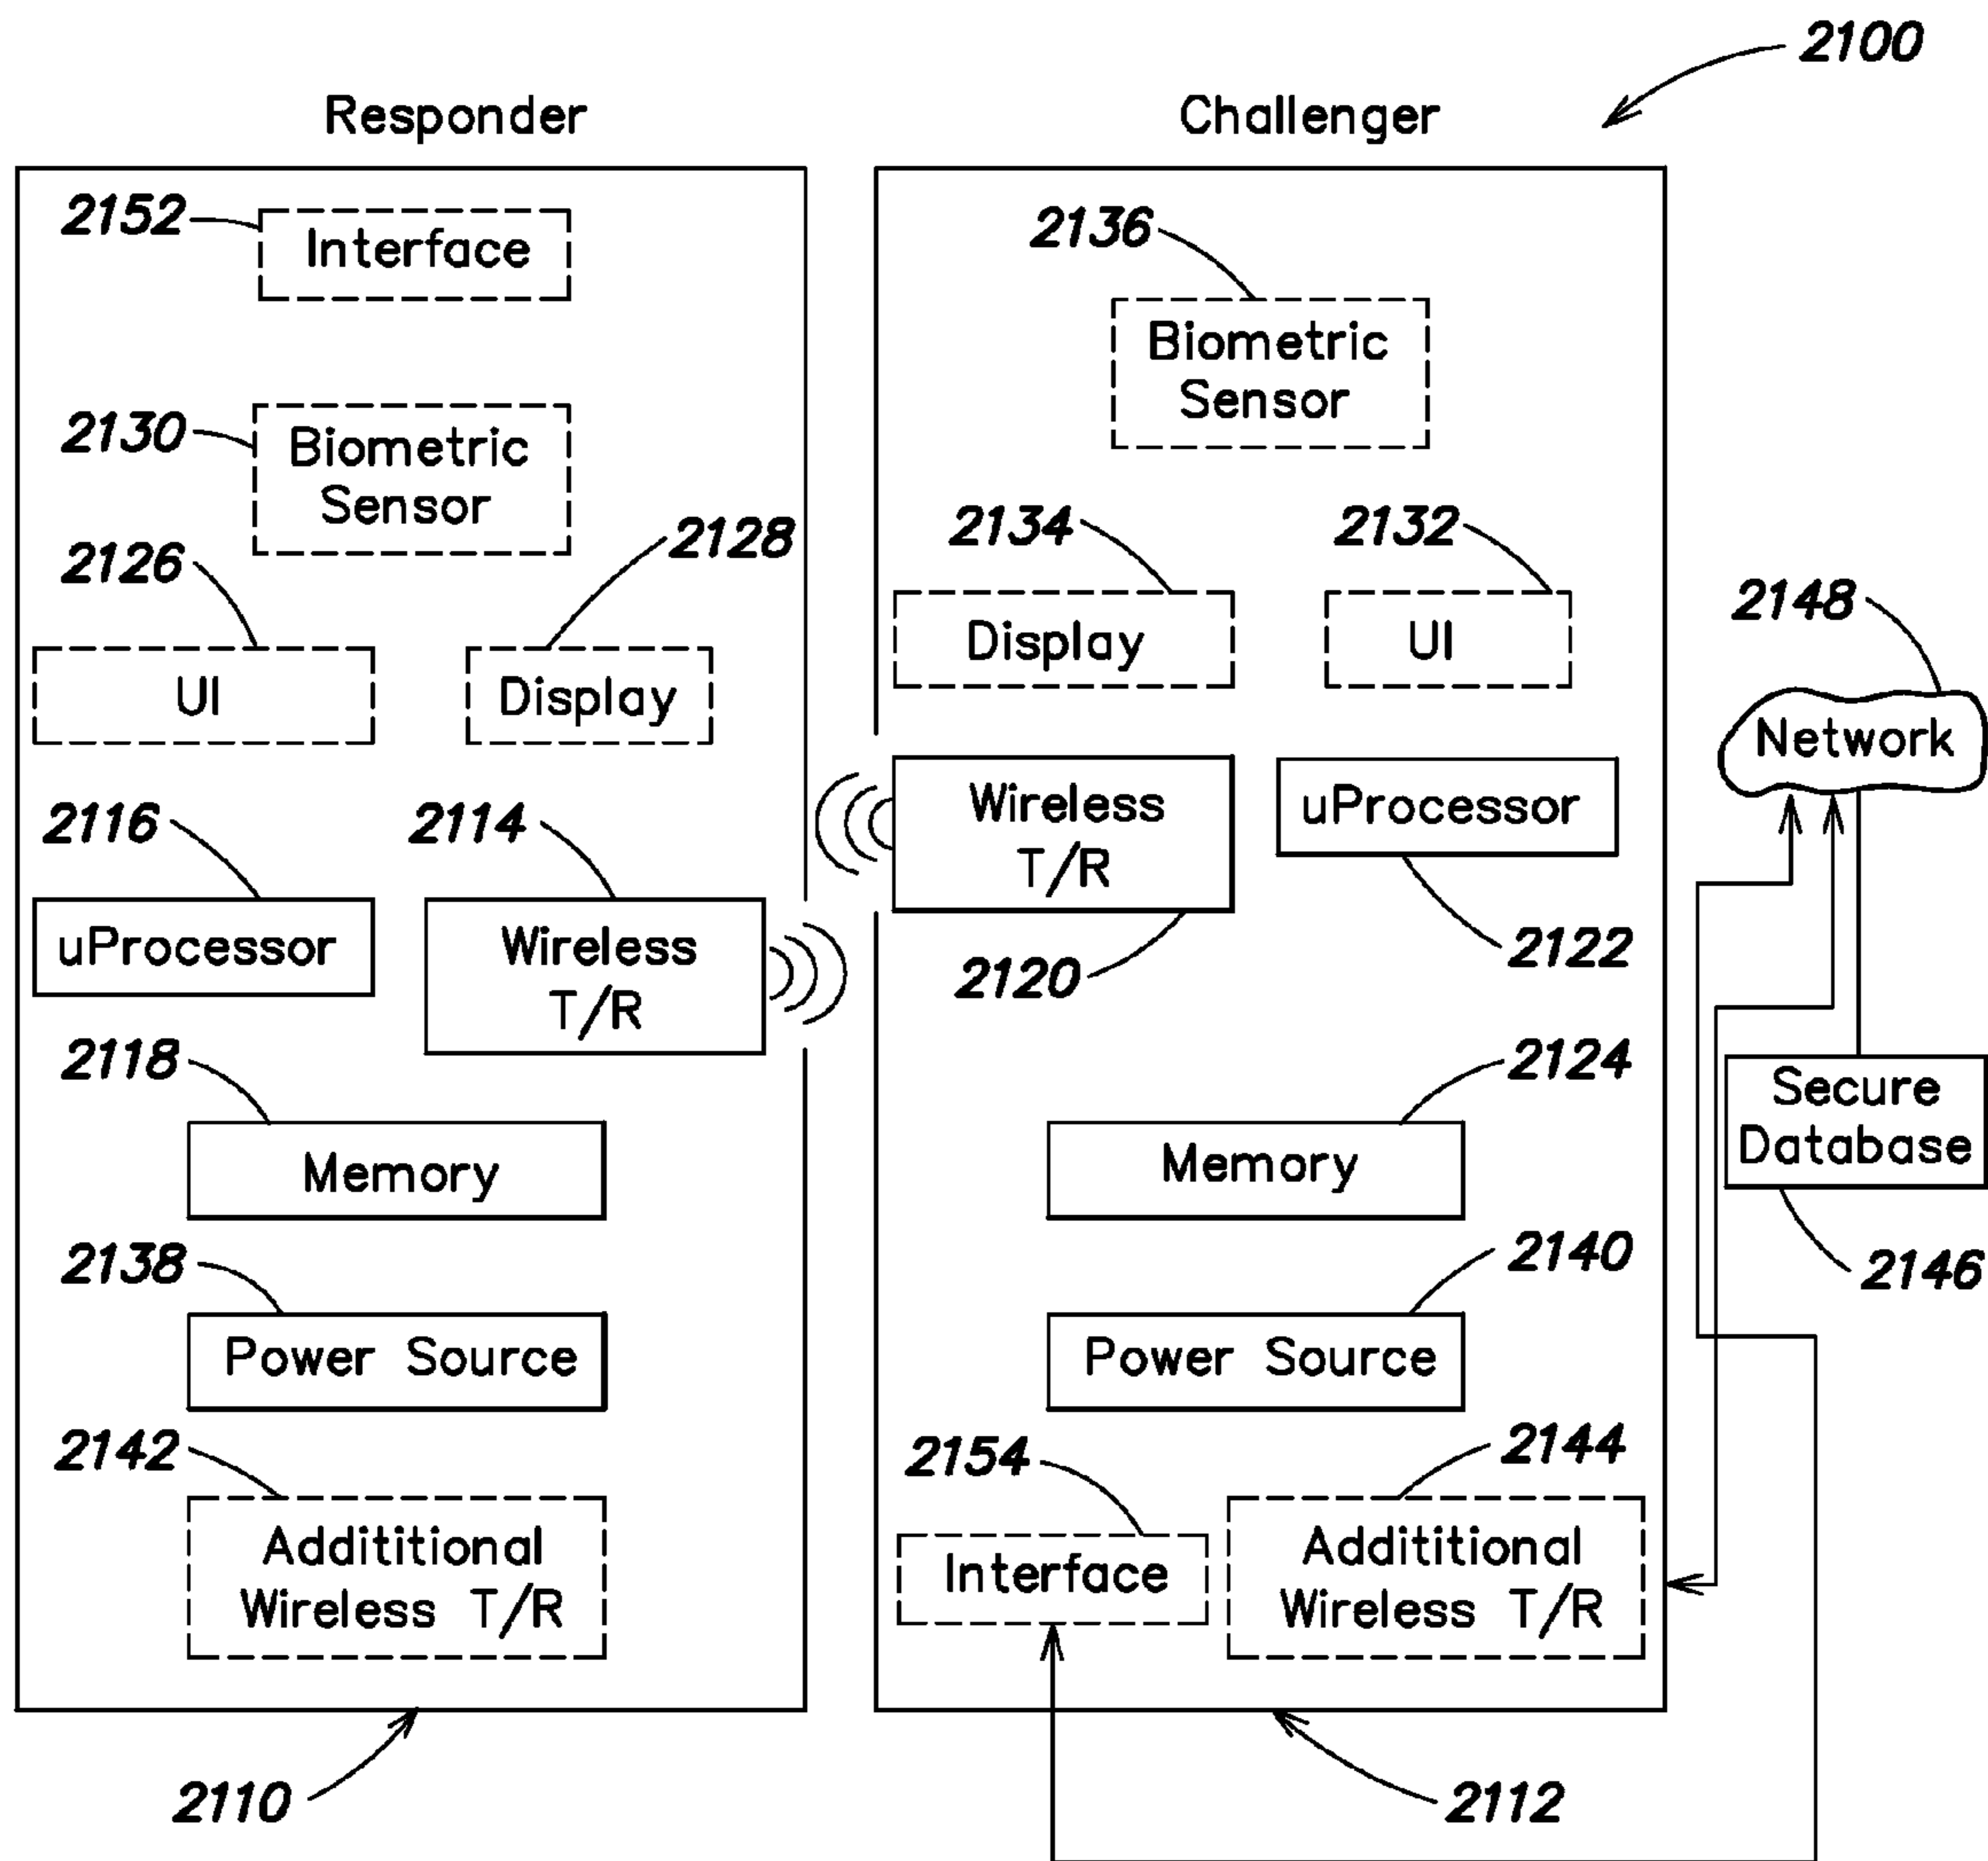 2100
Responder
Challenger
2152
Interface
2130
Biometric
Sensor
2126
2128
UI
Display
2116
2114
uProcessor
Wireless
T/R
2118
Memory
2138
Power Source
2142
Addititional
Wireless T/R
2110
2136
Biometric
Sensor
2134
2132
Display
UI
Wireless
T/R
uProcessor
2120
2122
2124
Memory
2140
Power Source
2154
2144
Interface
Addititional
Wireless T/R
2112
2148
Network
Secure
Database
2146